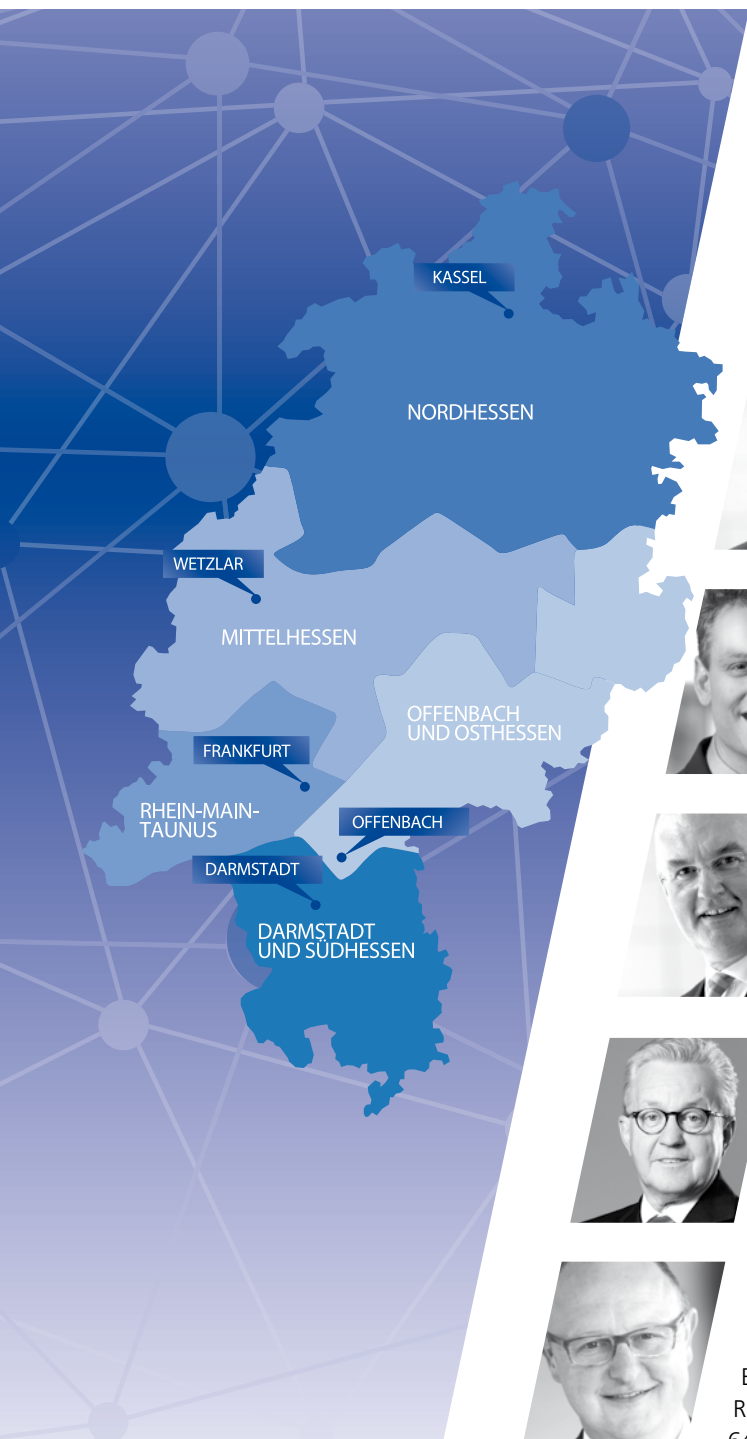 KASSEL
NORDHESSEN
WETZLAR
MITTELHESSEN
OFFENBACH
UND OSTHESSEN
FRANKFURT
RHEIN-MAIN-
TAUNUS
OFFENBACH
DARMSTADT
DARMSTADT
UND SÜDHESSEN